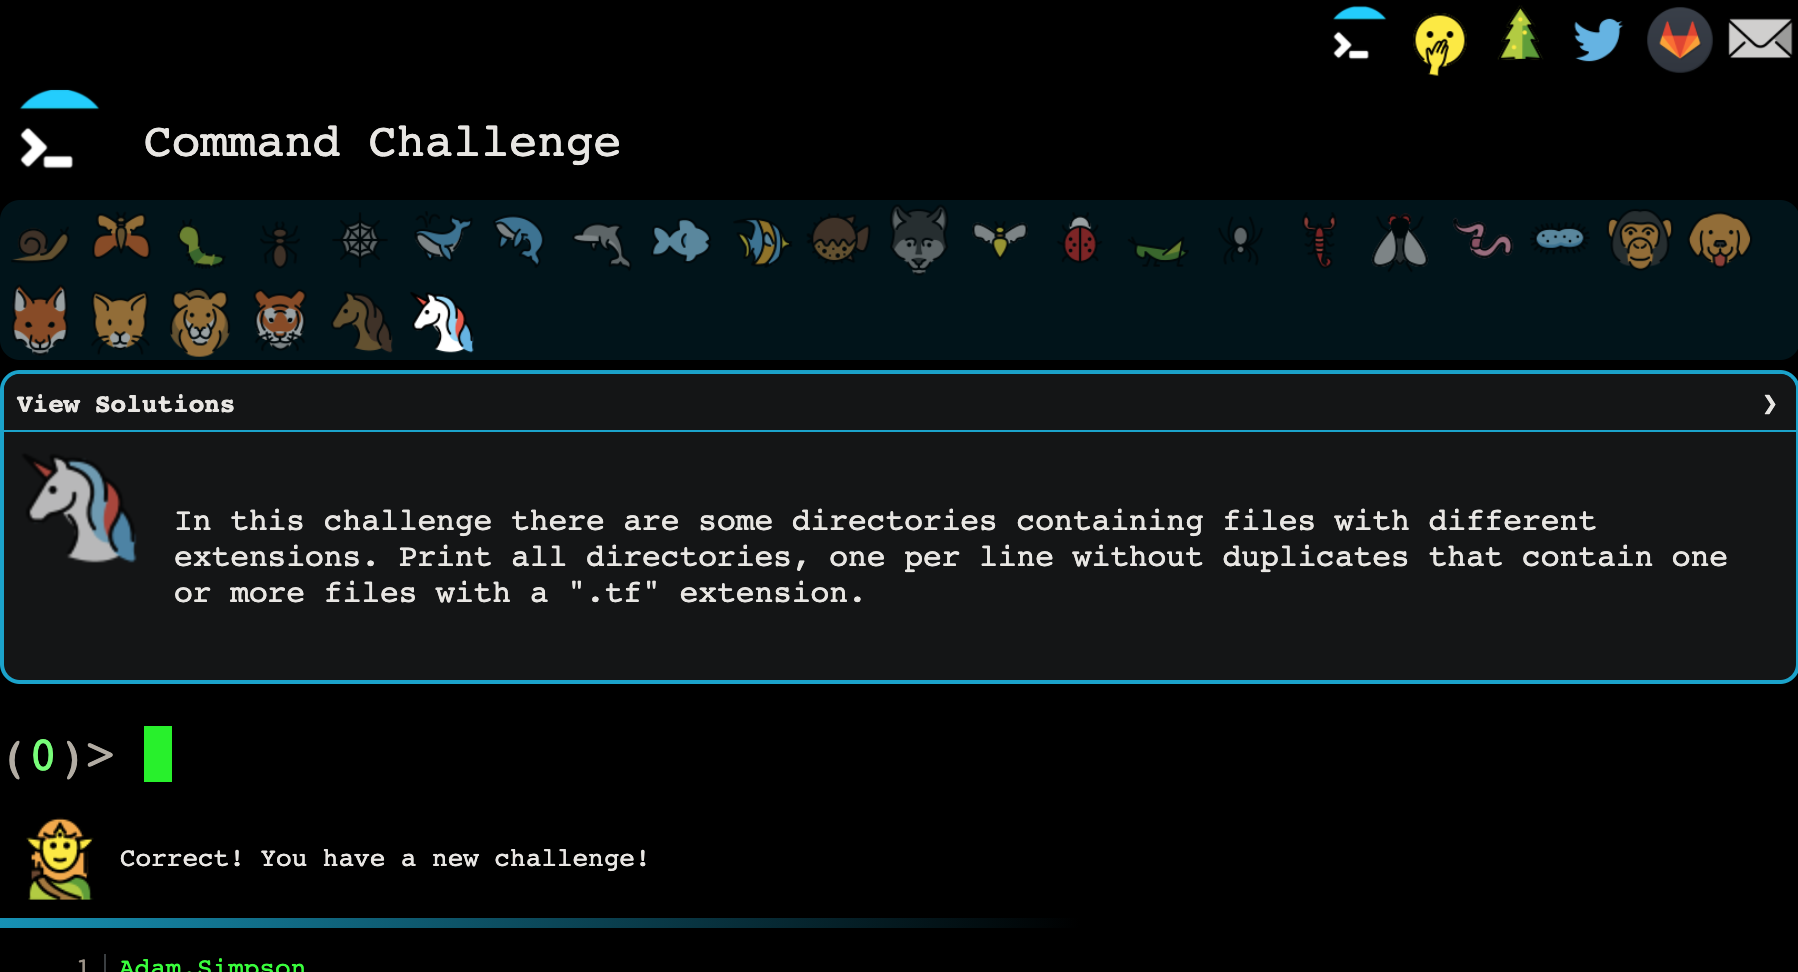 Command Challenge
View Solutions
In this challenge there are some directories containing files with different
extensions. Print all directories, one per line without duplicates that contain one
or more files with a ".tf" extension.
(0)>
Correct! You have a new challenge!
1 Adam.Simpson